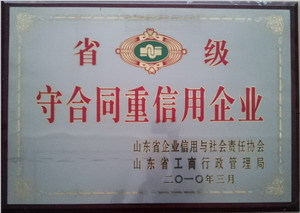 省 级
守合同重信用企业
山东省企业信用与社会责任协会
山东省工商行政管理局
二〇一〇年三月